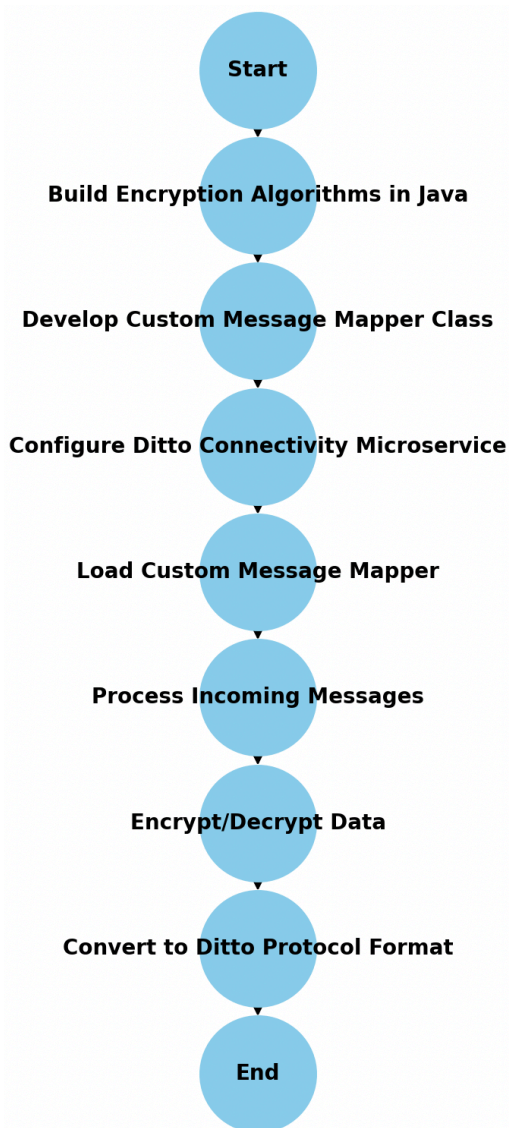 Start
Build Encryption Algorithms in Java
Develop Custom Message Mapper Class
Configure Ditto Connectivity Microservice
Load Custom Message Mapper
Process Incoming Messages
Encrypt/Decrypt Data
Convert to Ditto Protocol Format
End